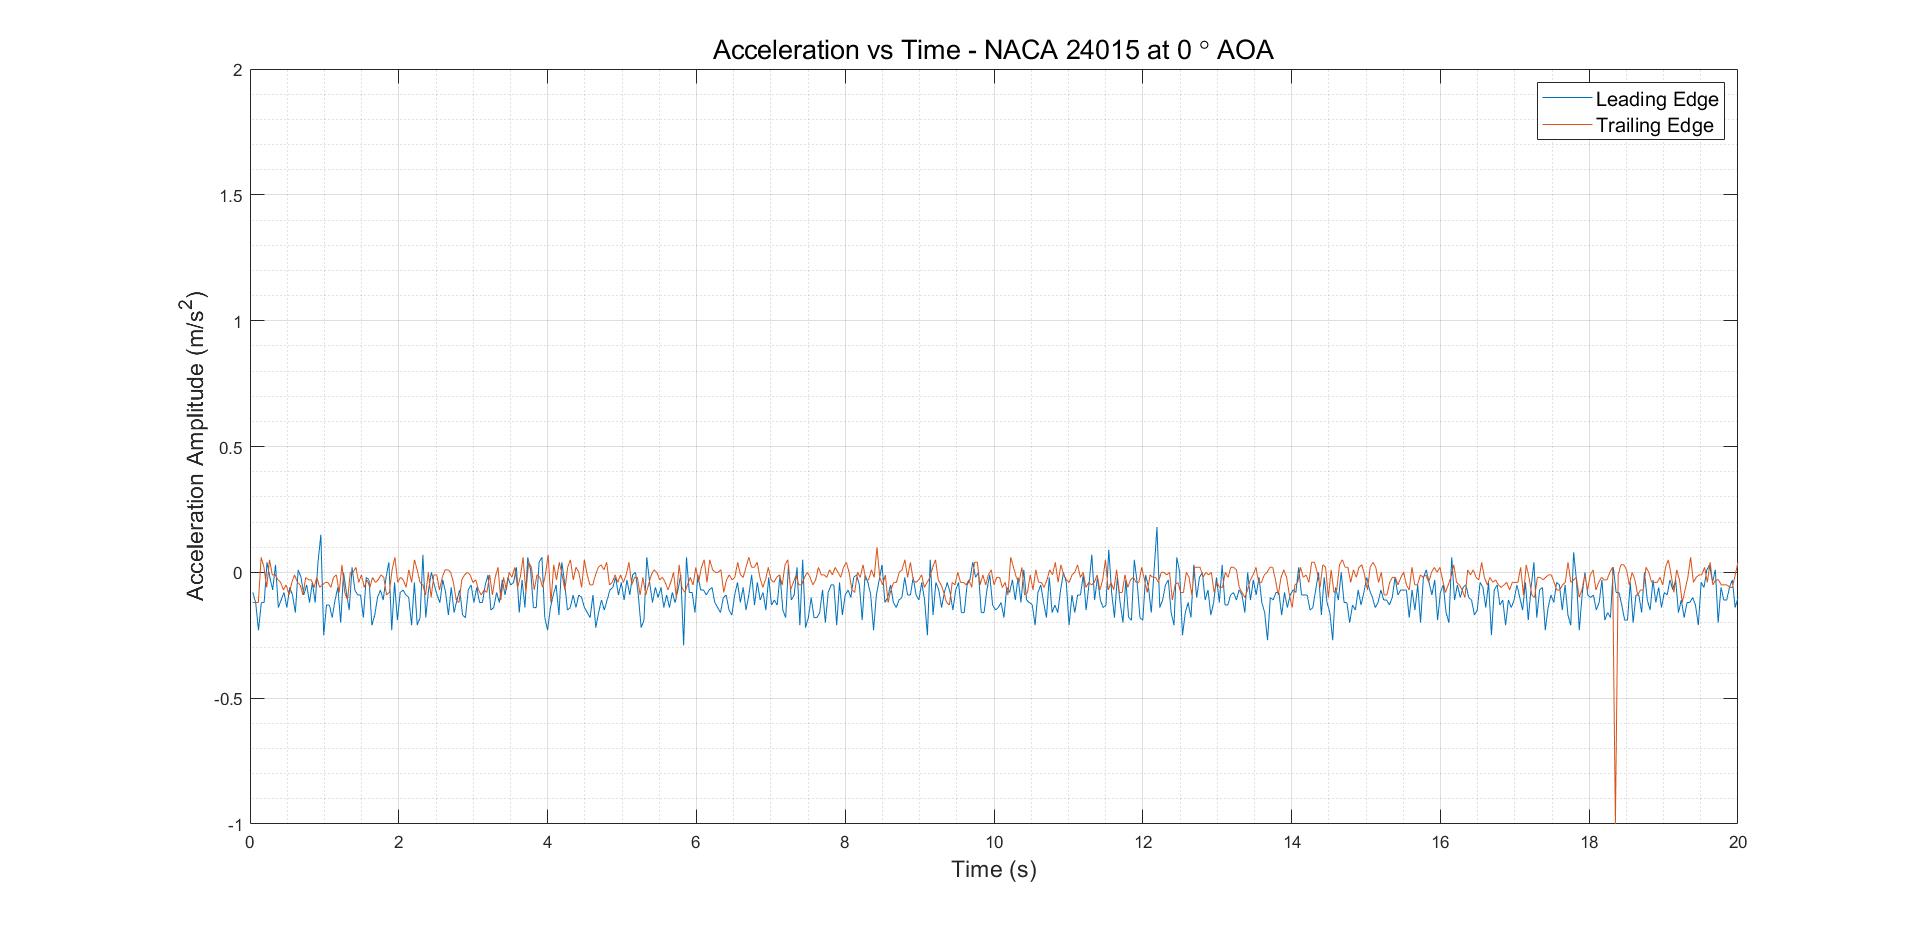 Acceleration vs Time - NACA 24015 at 0 ° AOA
Leading Edge
Trailing Edge
Acceleration Amplitude (m/s²)
2
1.5
1
0.5
0
-0.5
-1
0 2 4 6 8 10 12 14 16 18 20
Time (s)